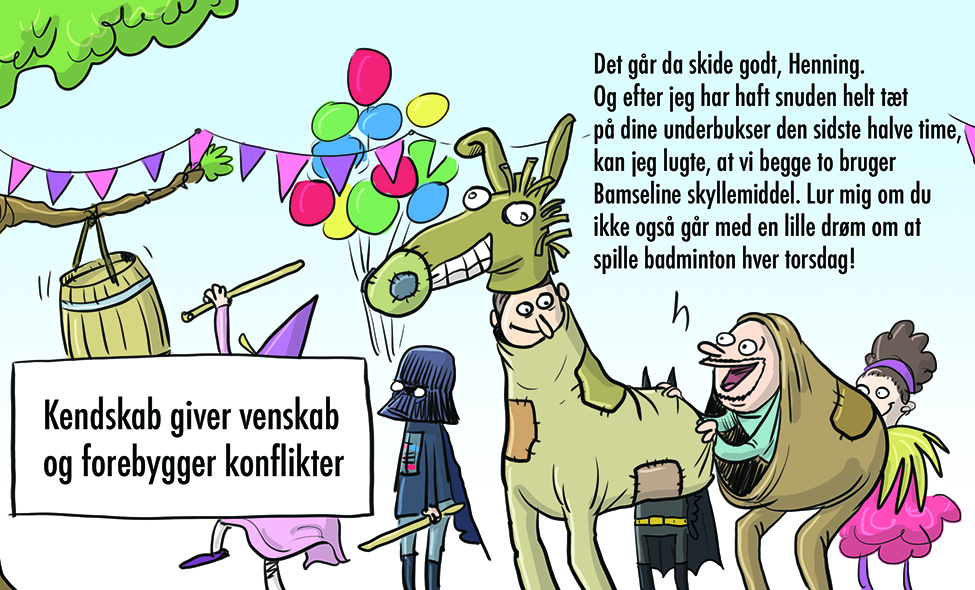 Det går da skide godt, Henning.
Og efter jeg har haft snuden helt tæt
på dine underbukser den sidste halve time,
kan jeg lugte, at vi begge to bruger
Bamseline skyllemiddel. Lur mig om du
ikke også går med en lille drøm om at
spille badminton hver torsdag!
Kendskab giver venskab
og forebygger konflikter